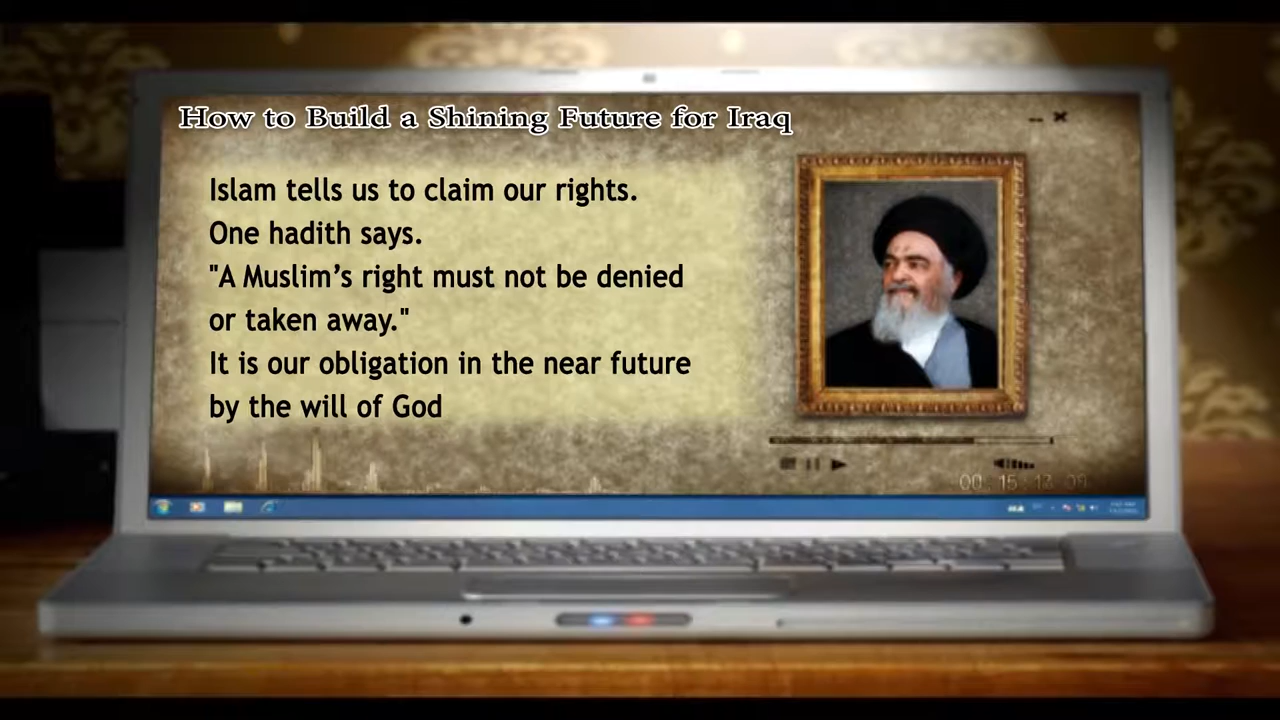 How to Build a Shining Future for Iraq
Islam tells us to claim our rights.
One hadith says.
"A Muslim’s right must not be denied
or taken away."
It is our obligation in the near future
by the will of God